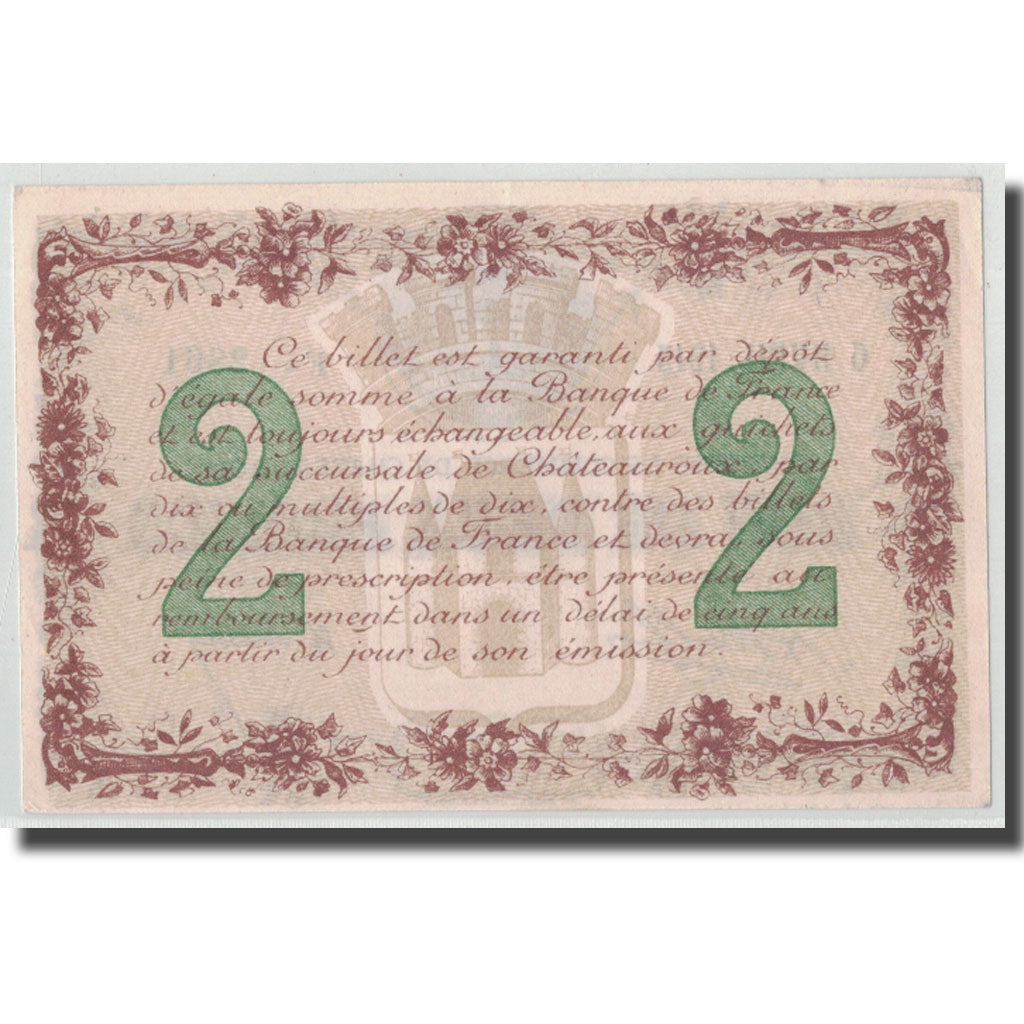 Ce billet est garanti par dépôt
d'égale somme à la Banque de France
et est toujours échangeable, aux guichets
de sa succursale de Châteauroux, par
dix ou multiples de dix, contre des billets
de la Banque de France et devra, sous
peine de prescription, être présenté au
remboursement dans un délai de cinq ans
à partir du jour de son émission.
2 2